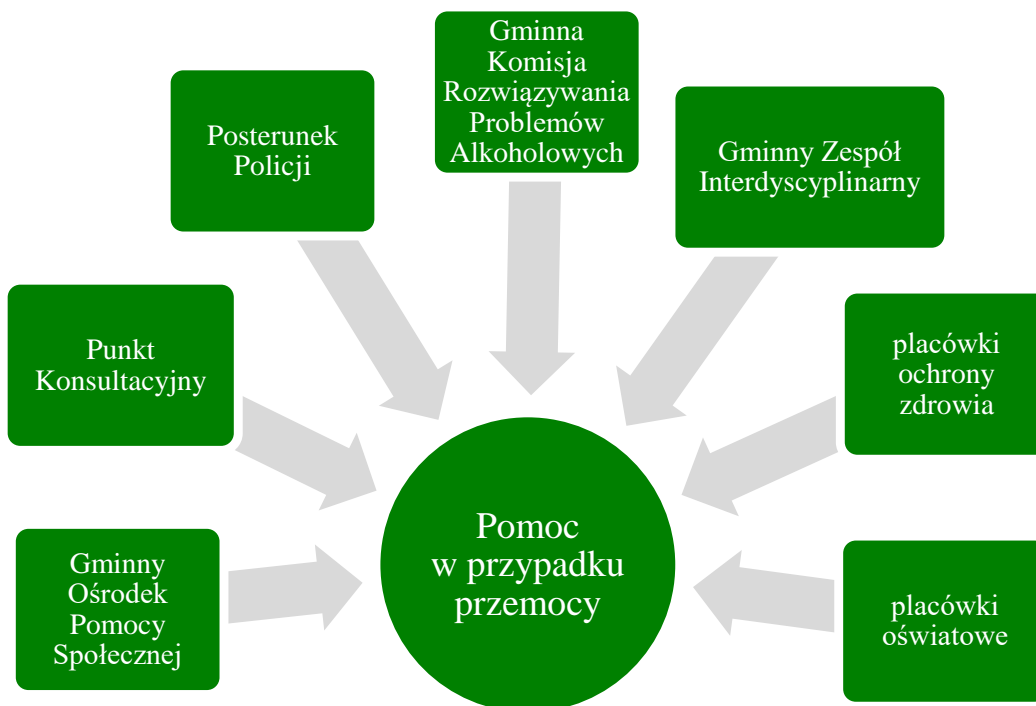 Gminna
Komisja
Rozwiązywania
Problemów
Alkoholowych
Posterunek
Policji
Gminny Zespół
Interdyscyplinarny
Punkt
Konsultacyjny
placówki
ochrony
zdrowia
Gminny
Ośrodek
Pomocy
Społecznej
Pomoc
w przypadku
przemocy
placówki
oświatowe